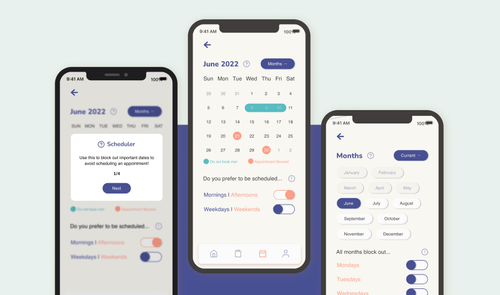 9:41 AM 100%
June 2022 ? Months
SUN MON TUE WED THU FRI SAT
? Scheduler
Use this to block out important dates to
avoid scheduling an appointment!
1/4
Next
Do not book me! Appointment booked
Do you prefer to be scheduled...
Mornings | Afternoons
Weekdays | Weekends
9:41 AM 100%
June 2022 ? Months
Sun Mon Tue Wed Thu Fri Sat
29 30 31
6 7 8 9 10 11
12 13 14 15 16 17 18
19 20 21 22 23 24 25
26 27 28 29 30 1 2
Do not book me! Appointment booked
Do you prefer to be scheduled...
Mornings | Afternoons
Weekdays | Weekends
9:41 AM 100%
Months ? Current
January February
March April May
June July August
September October
November December
All months block out...
Mondays
Tuesdays
Wednesdays